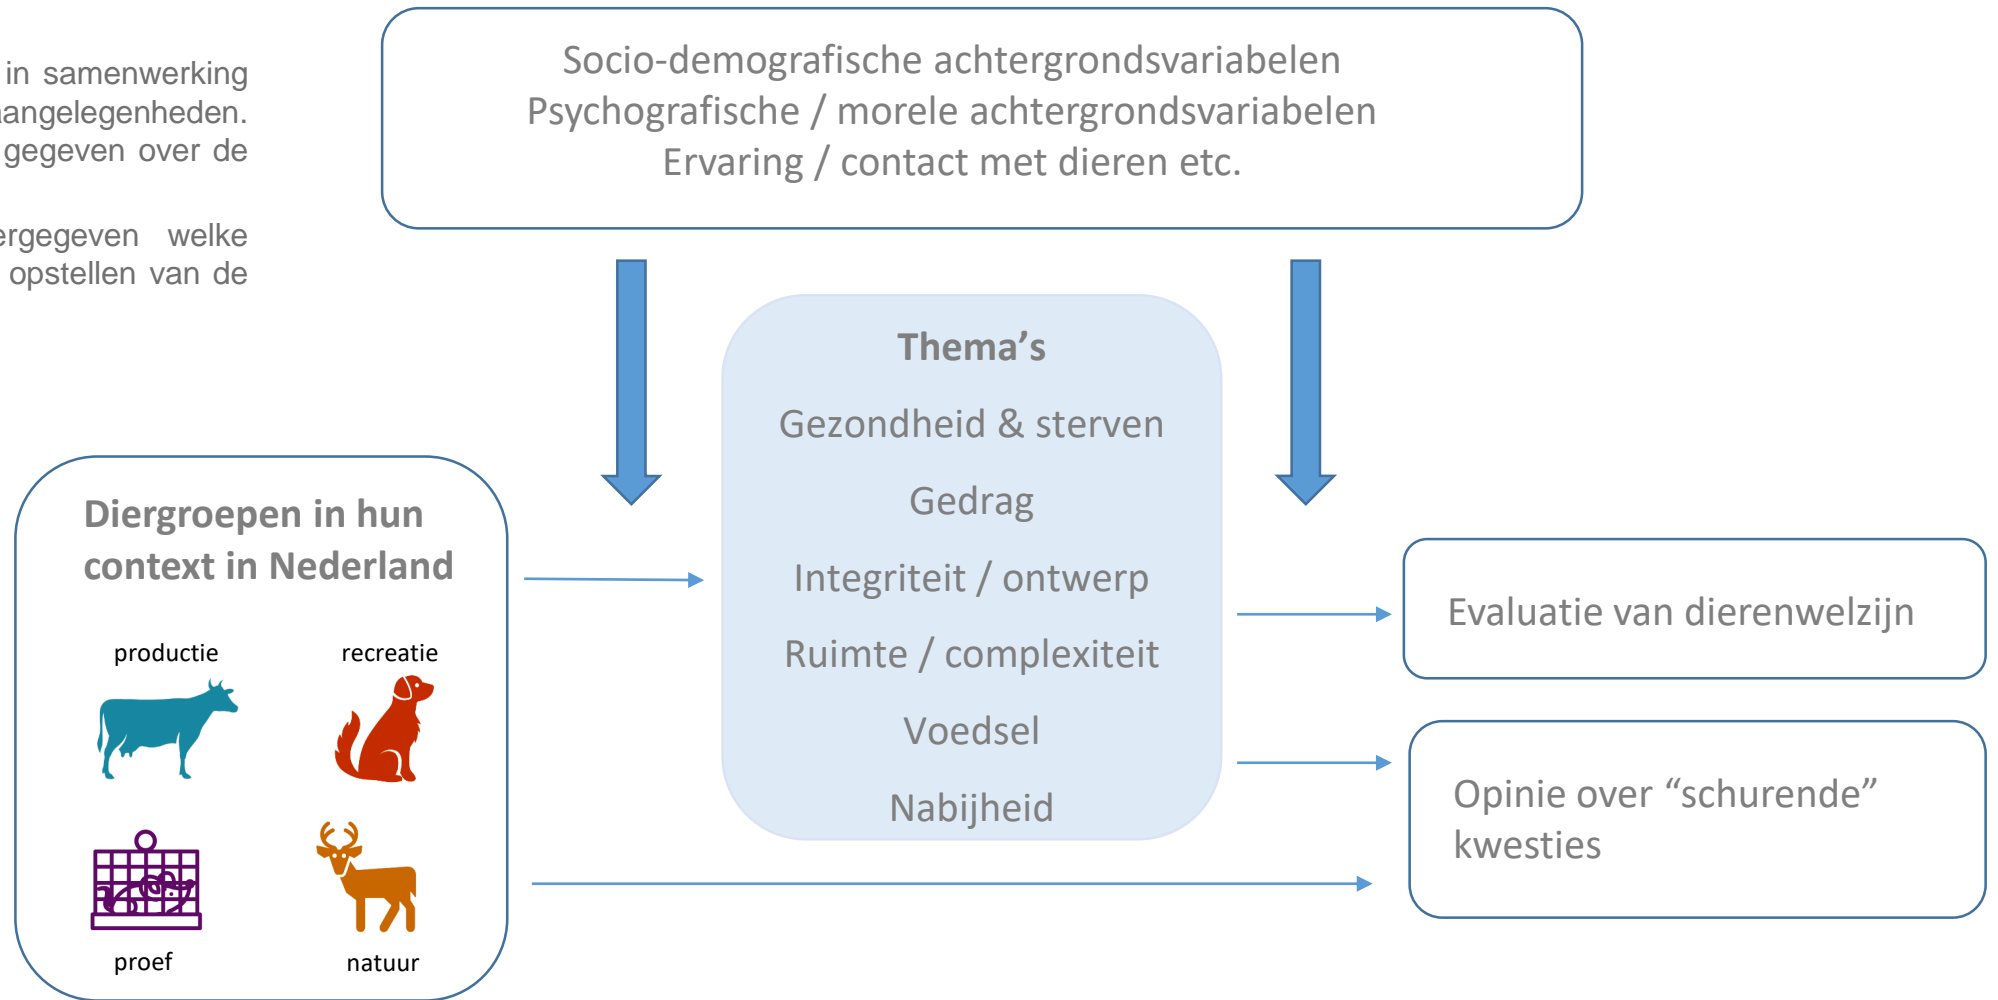 in samenwerking
aangelegenheden.
gegeven over de
welke
opstellen van de
Socio-demografische achtergrondsvariabelen
Psychografische / morele achtergrondsvariabelen
Ervaring / contact met dieren etc.
Thema’s
Gezondheid & sterven
Gedrag
Integriteit / ontwerp
Ruimte / complexiteit
Voedsel
Nabijheid
Diergroepen in hun
context in Nederland
productie recreatie
proef natuur
Evaluatie van dierenwelzijn
Opinie over “schurende”
kwesties